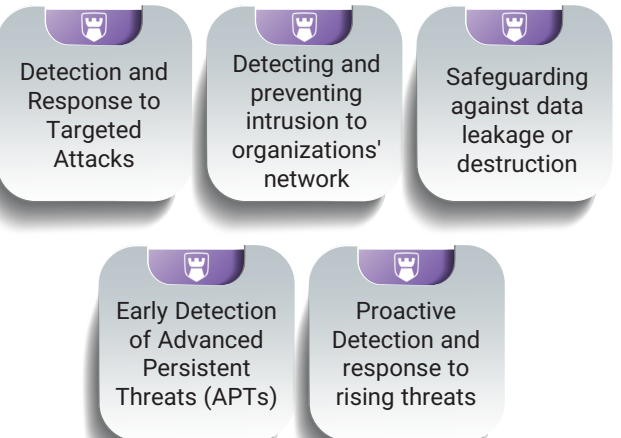 Detection and
Response to
Targeted
Attacks
Detecting and
preventing
intrusion to
organizations'
network
Safeguarding
against data
leakage or
destruction
Early Detection
of Advanced
Persistent
Threats (APTs)
Proactive
Detection and
response to
rising threats